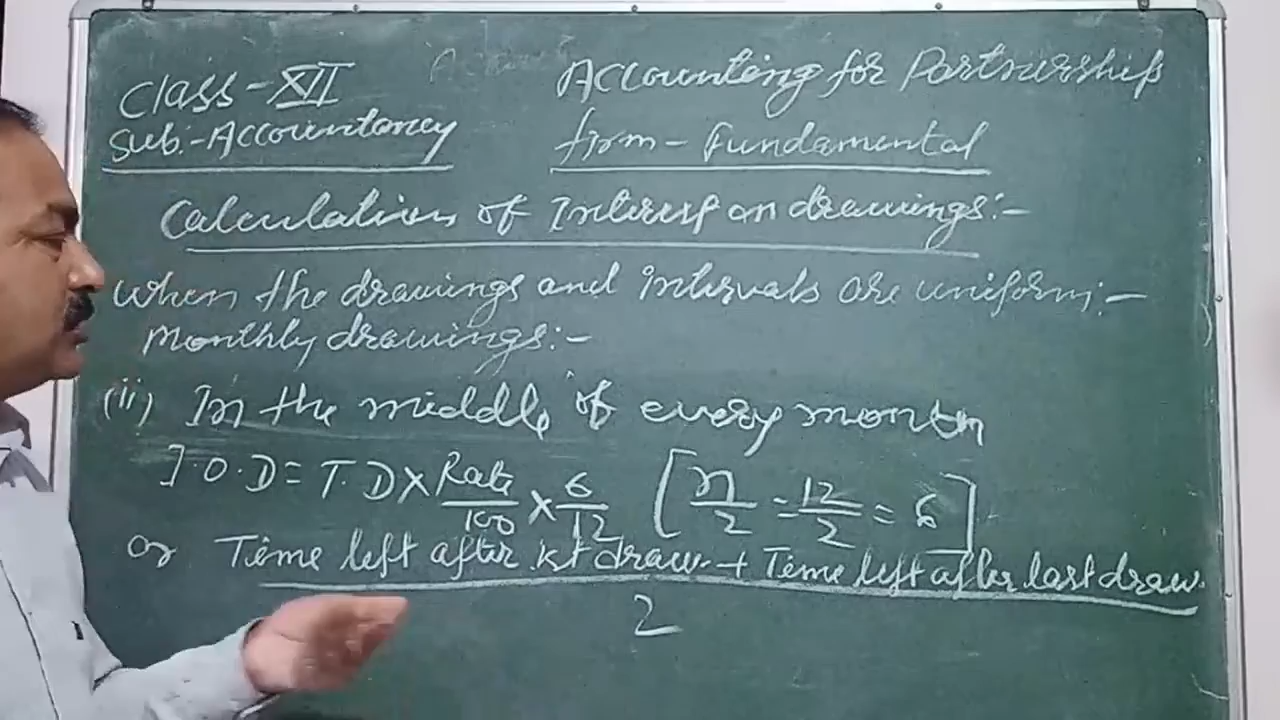 Class-XII
Sub:-Accountancy
Accounting for Partnership
firm - Fundamental
Calculation of Interest on drawings:-
When the drawings and intervals are uniform:-
Monthly drawings:-
(ii) In the middle of every month
I.O.D = T.D × Rate/100 × 6/12 [n/2 = 12/2 = 6]
or Time left after 1st draw. + Time left after last draw.
2